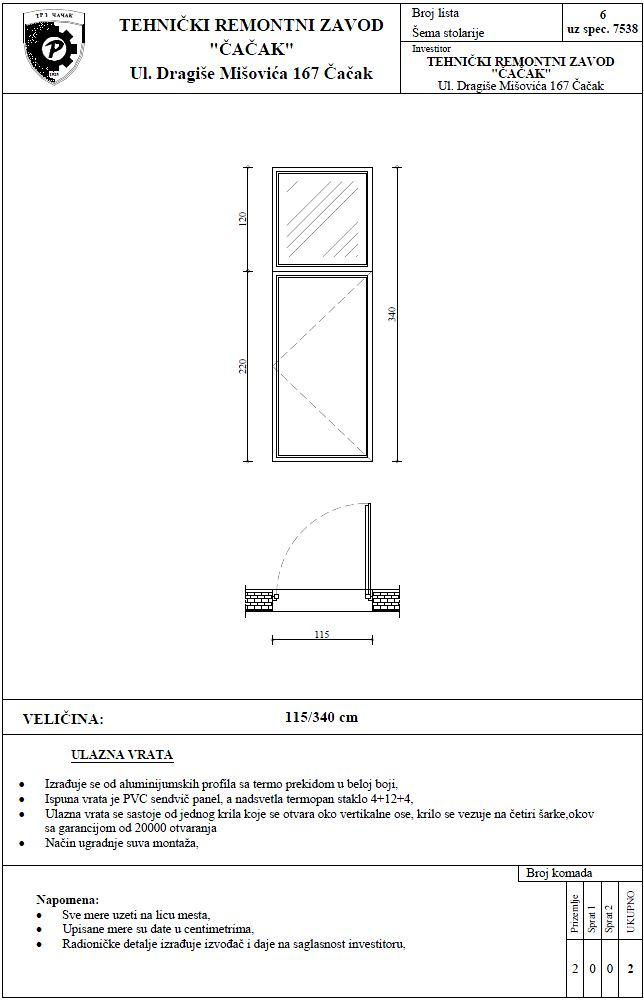 ТРЗ ЧАЧАК
P
TEHNIČKI REMONTNI ZAVOD
"ČAČAK"
Ul. Dragiše Mišovića 167 Čačak
Broj lista
6
Šema stolarije
uz spec. 7538
Investitor
TEHNIČKI REMONTNI ZAVOD
"ČAČAK"
Ul. Dragiše Mišovića 167 Čačak
120
340
220
115
VELIČINA:
115/340 cm
ULAZNA VRATA
• Izrađuje se od aluminijumskih profila sa termo prekidom u beloj boji,
• Ispuna vrata je PVC sendvič panel, a nadsvetla termopan staklo 4+12+4,
• Ulazna vrata se sastoje od jednog krila koje se otvara oko vertikalne ose, krilo se vezuje na četiri šarke,okov
sa garancijom od 20000 otvaranja
• Način ugradnje suva montaža,
Broj komada
Napomena:
• Sve mere uzeti na licu mesta,
• Upisane mere su date u centimetrima,
• Radioničke detalje izrađuje izvođač i daje na saglasnost investitoru,
Prizemlje
Sprat 1
Sprat 2
UKUPNO
2 0 0 2